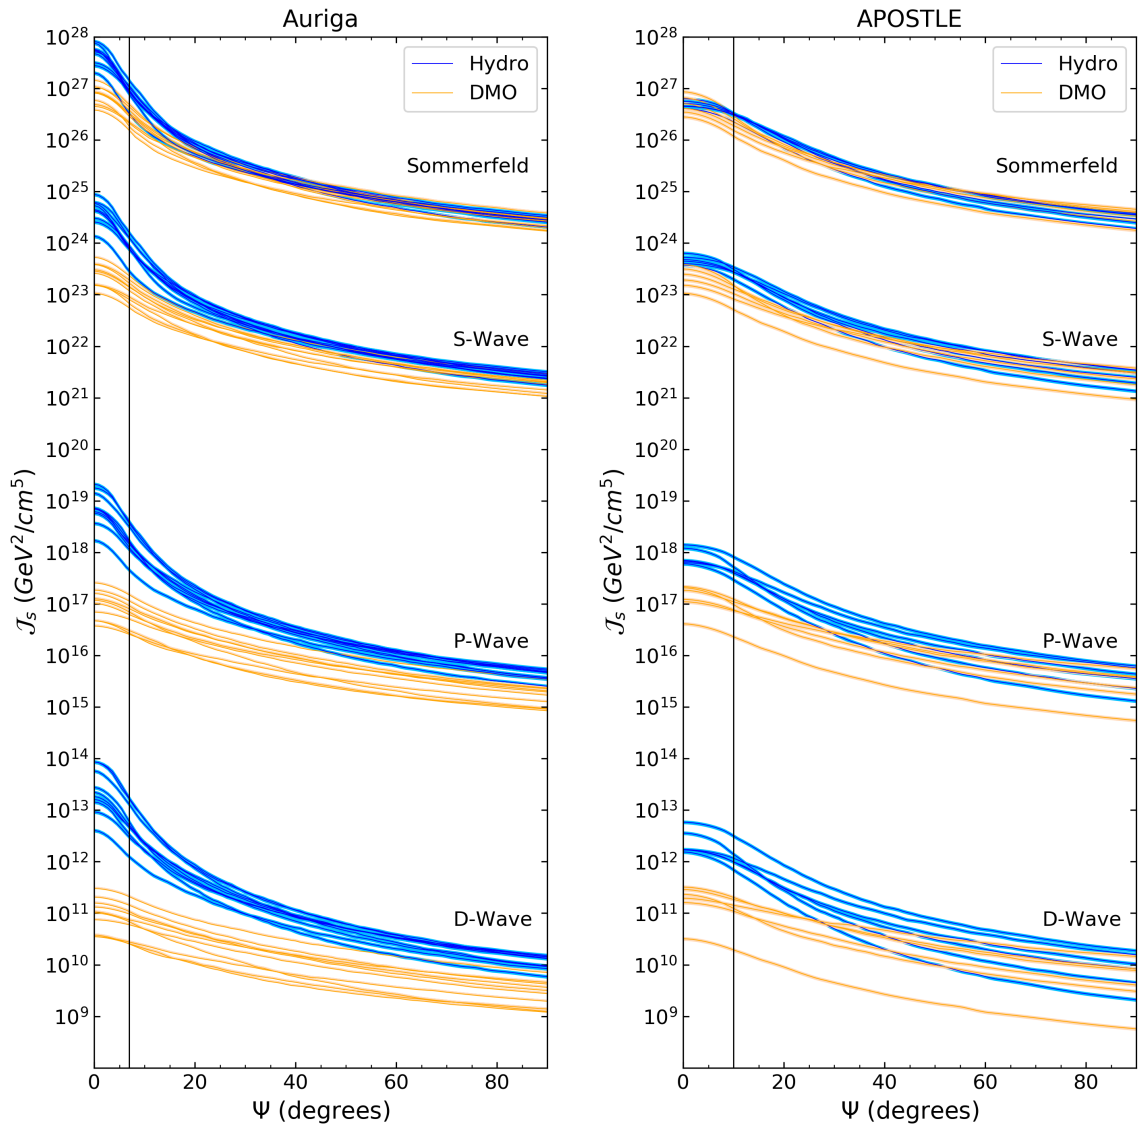 Auriga
10^28
10^27
10^26
10^25
10^24
10^23
10^22
10^21
10^20
10^19
10^18
10^17
10^16
10^15
10^14
10^13
10^12
10^11
10^10
10^9
𝒥_s (GeV^2/cm^5)
Hydro
DMO
Sommerfeld
S-Wave
P-Wave
D-Wave
0 20 40 60 80
Ψ (degrees)
APOSTLE
10^28
10^27
10^26
10^25
10^24
10^23
10^22
10^21
10^20
10^19
10^18
10^17
10^16
10^15
10^14
10^13
10^12
10^11
10^10
10^9
𝒥_s (GeV^2/cm^5)
Hydro
DMO
Sommerfeld
S-Wave
P-Wave
D-Wave
0 20 40 60 80
Ψ (degrees)